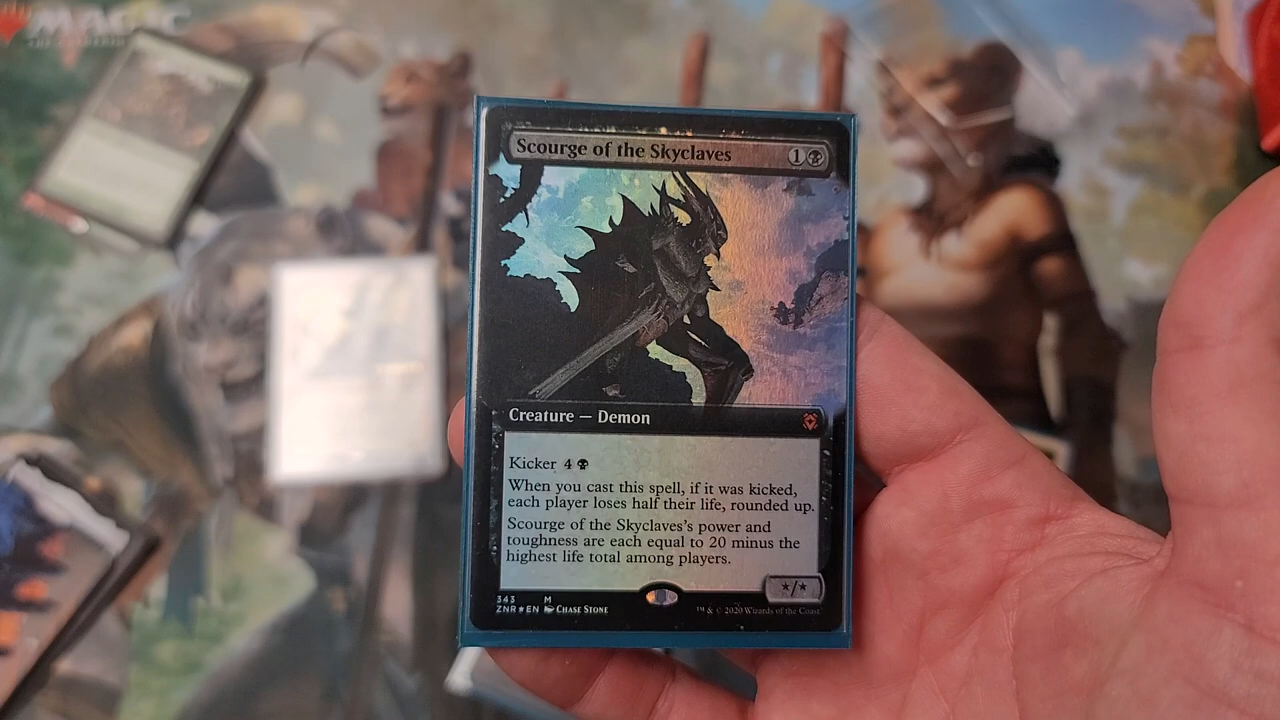 MAGIC
Scourge of the Skyclaves 1
Creature — Demon
Kicker 4
When you cast this spell, if it was kicked,
each player loses half their life, rounded up.
Scourge of the Skyclaves's power and
toughness are each equal to 20 minus the
highest life total among players.
★/★
343 M
ZNR★EN CHASE STONE
™ & © 2020 Wizards of the Coast